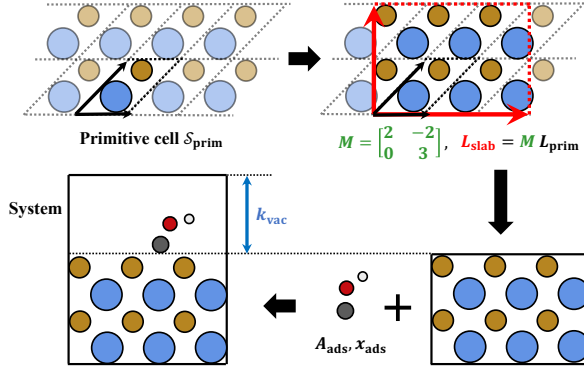 Primitive cell 𝒮prim
M = [2 −2
0 3], Lslab = M Lprim
System
kvac
Aads, xads